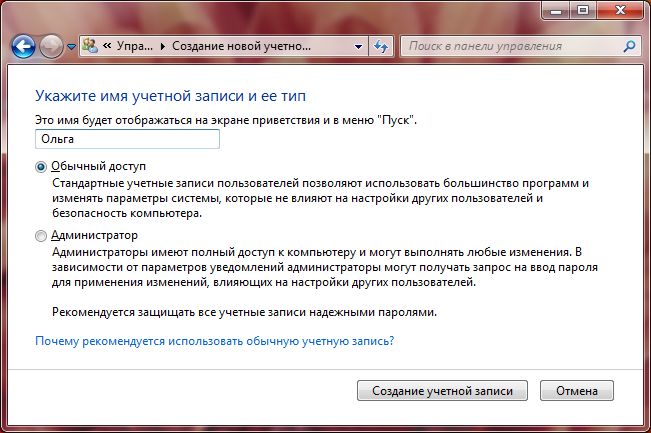 « Упра... Создание новой учетно... Поиск в панели управления
Укажите имя учетной записи и ее тип
Это имя будет отображаться на экране приветствия и в меню "Пуск".
Ольга
Обычный доступ
Стандартные учетные записи пользователей позволяют использовать большинство программ и
изменять параметры системы, которые не влияют на настройки других пользователей и
безопасность компьютера.
Администратор
Администраторы имеют полный доступ к компьютеру и могут выполнять любые изменения. В
зависимости от параметров уведомлений администраторы могут получать запрос на ввод пароля
для применения изменений, влияющих на настройки других пользователей.
Рекомендуется защищать все учетные записи надежными паролями.
Почему рекомендуется использовать обычную учетную запись?
Создание учетной записи Отмена